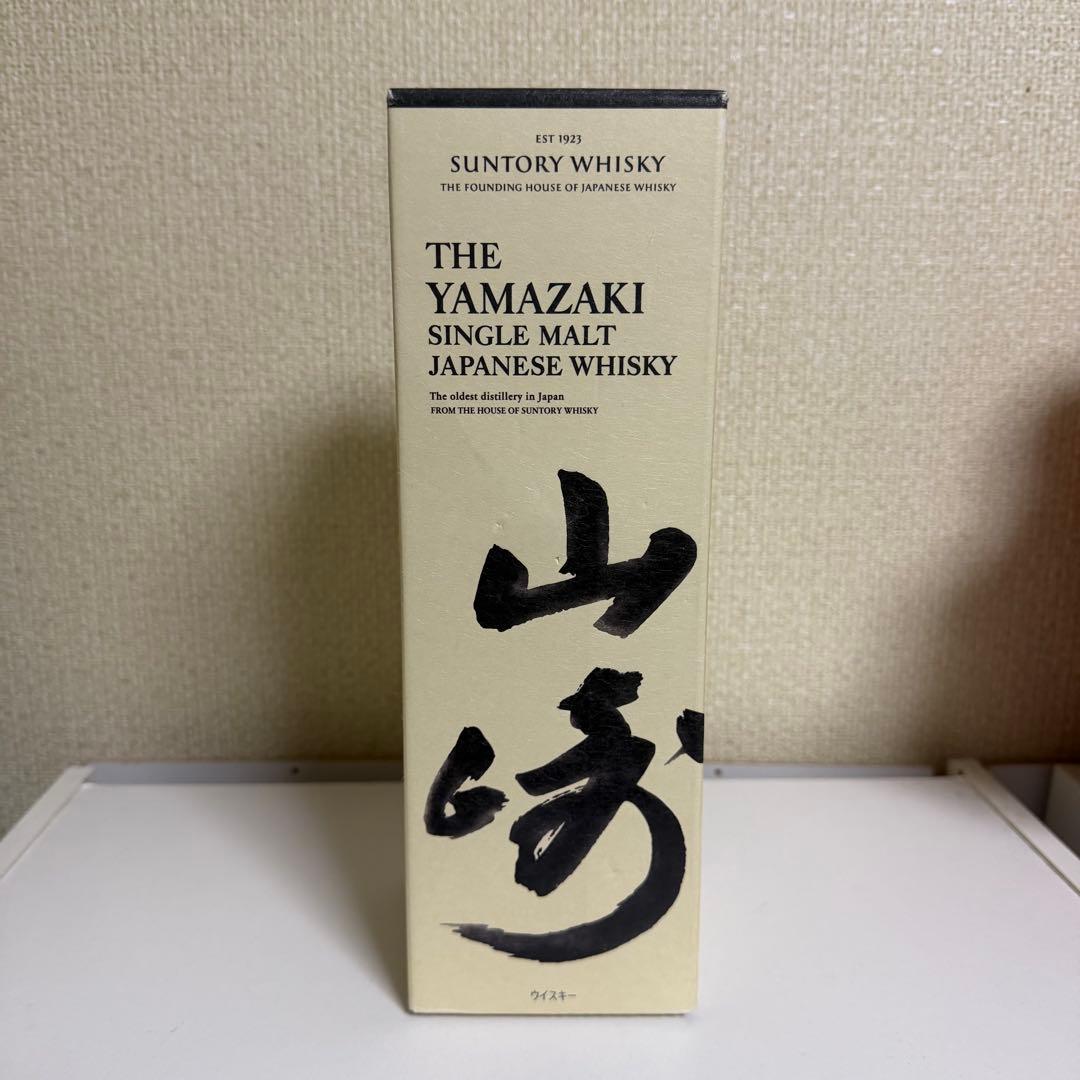 EST 1923
SUNTORY WHISKY
THE FOUNDING HOUSE OF JAPANESE WHISKY
THE
YAMAZAKI
SINGLE MALT
JAPANESE WHISKY
The oldest distillery in Japan
FROM THE HOUSE OF SUNTORY WHISKY
山
崎
ウイスキー